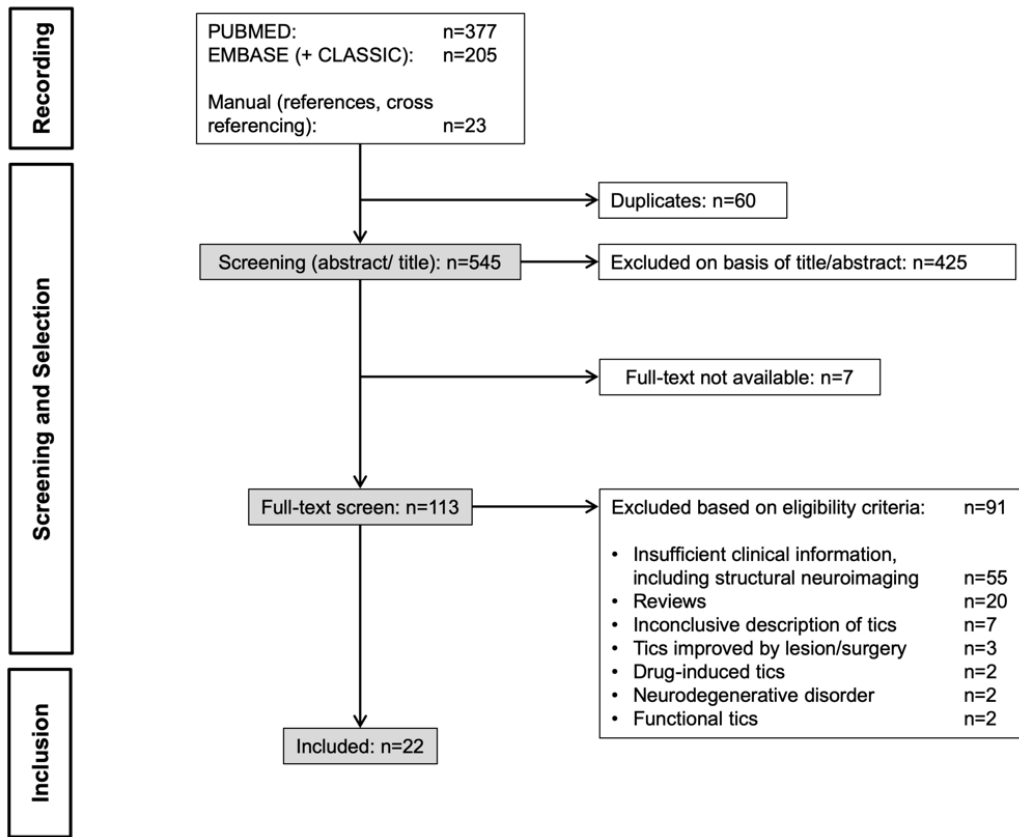 Recording
PUBMED: n=377
EMBASE (+ CLASSIC): n=205
Manual (references, cross
referencing): n=23
Screening and Selection
Duplicates: n=60
Screening (abstract/ title): n=545
Excluded on basis of title/abstract: n=425
Full-text not available: n=7
Full-text screen: n=113
Excluded based on eligibility criteria: n=91
• Insufficient clinical information,
including structural neuroimaging n=55
• Reviews n=20
• Inconclusive description of tics n=7
• Tics improved by lesion/surgery n=3
• Drug-induced tics n=2
• Neurodegenerative disorder n=2
• Functional tics n=2
Inclusion
Included: n=22